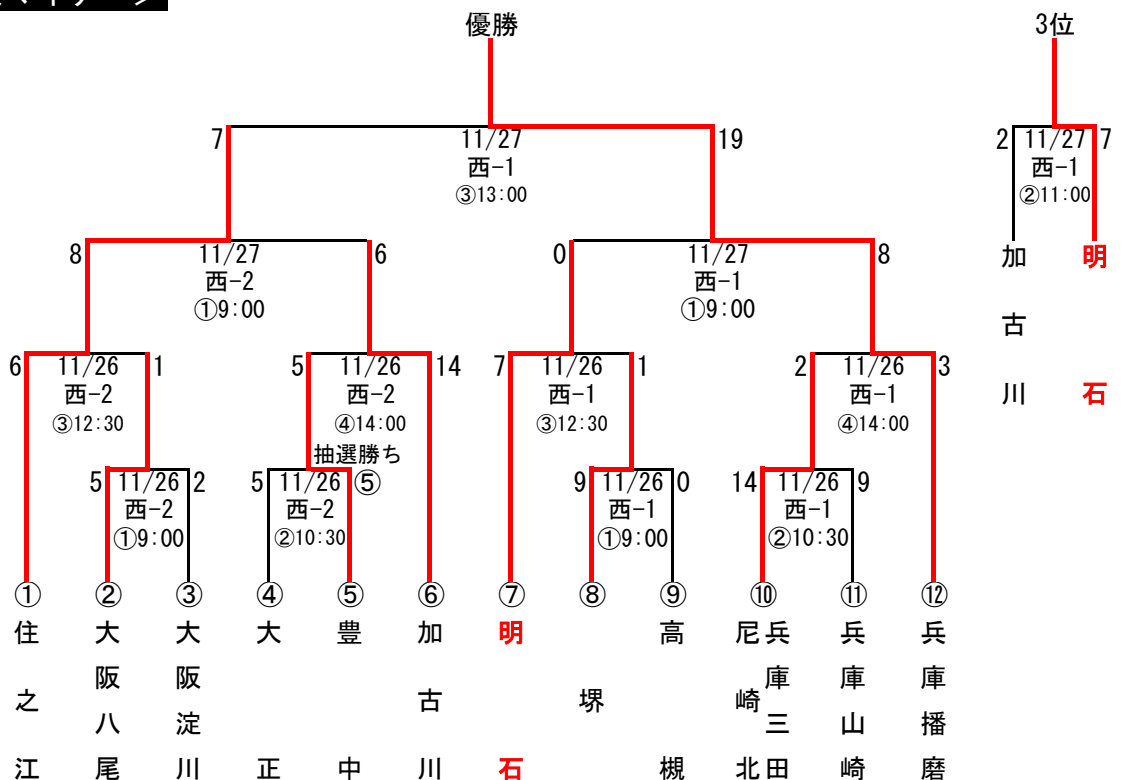 優勝
3位
7
11/27
19
西-1
③13:00
2
11/27
7
西-1
②11:00
加古川
明石
8
11/27
6
西-2
①9:00
0
11/27
8
西-1
①9:00
6
11/26
1
西-2
③12:30
5
11/26
14
西-2
④14:00
抽選勝ち
7
11/26
1
西-1
③12:30
2
11/26
3
西-1
④14:00
5
11/26
2
西-2
①9:00
5
11/26
⑤
西-2
②10:30
9
11/26
0
西-1
①9:00
14
11/26
9
西-1
②10:30
①
住之江
②
大阪八尾
③
大阪淀川
④
大正
⑤
豊中
⑥
加古川
⑦
明石
⑧
堺
⑨
高槻
⑩
尼崎北
兵庫三田
⑪
兵庫山崎
⑫
兵庫播磨